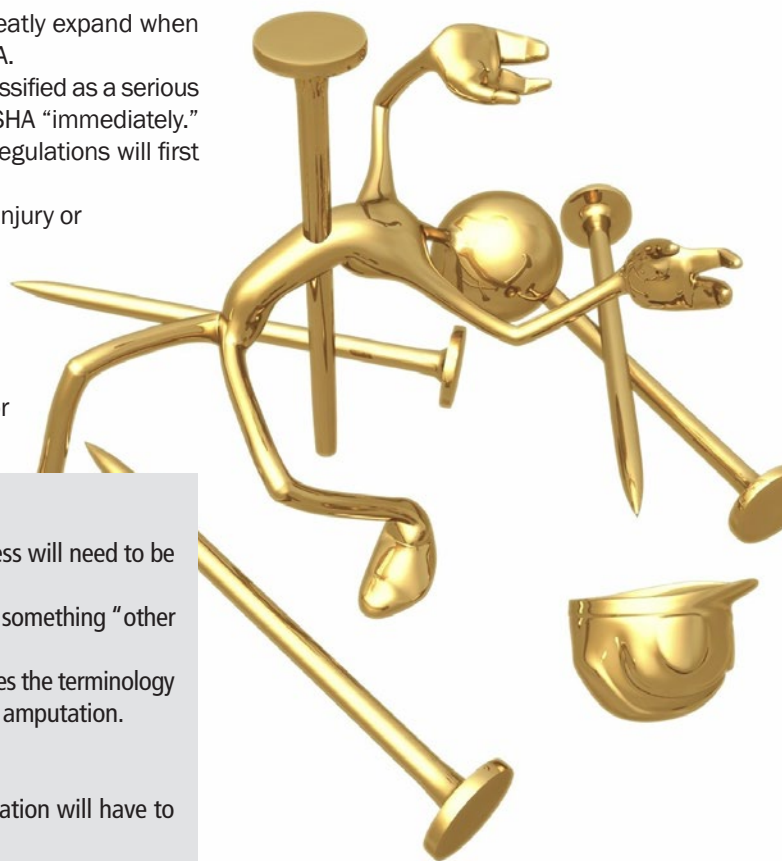 eatly expand when
A.
ssified as a serious
SHA “immediately.”
egulations will first
njury or
r
ess will need to be
something “other
es the terminology
amputation.
ation will have to